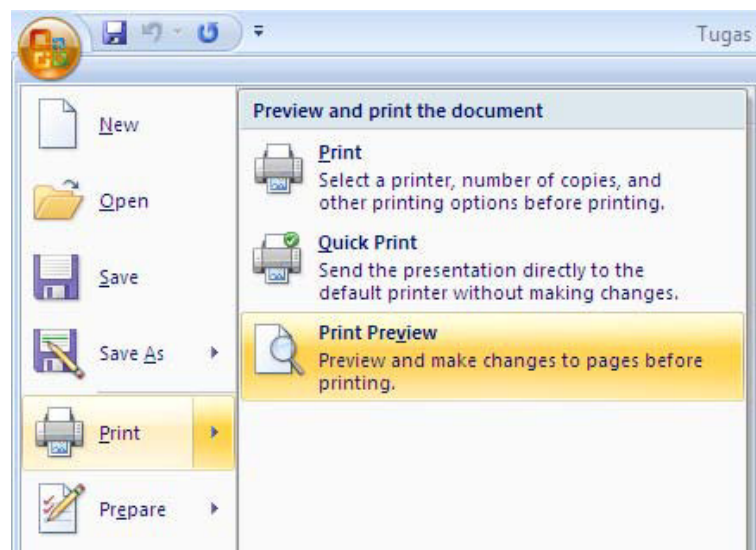 Tugas
New
Open
Save
Save As
Print
Prepare
Preview and print the document
Print
Select a printer, number of copies, and
other printing options before printing.
Quick Print
Send the presentation directly to the
default printer without making changes.
Print Preview
Preview and make changes to pages before
printing.